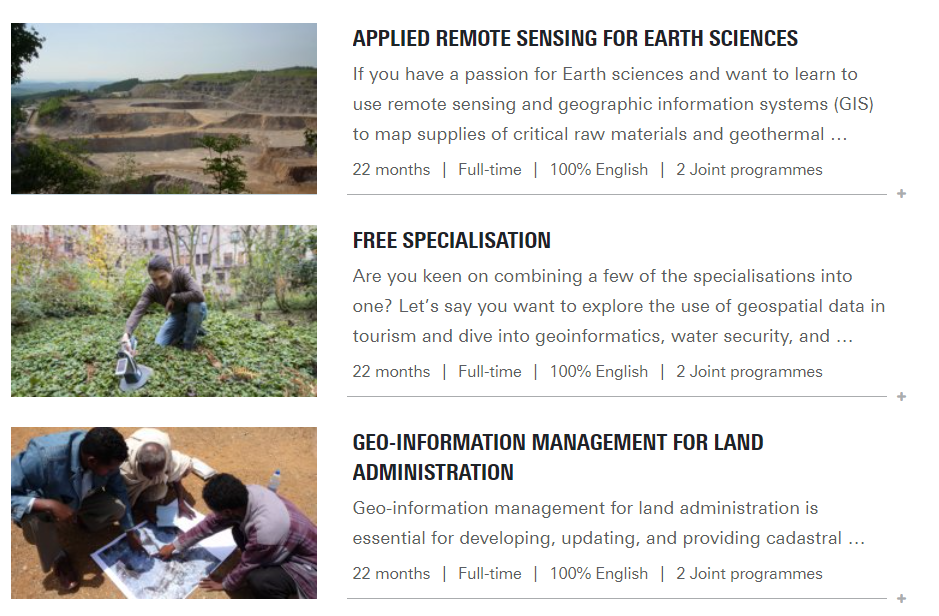 APPLIED REMOTE SENSING FOR EARTH SCIENCES
If you have a passion for Earth sciences and want to learn to
use remote sensing and geographic information systems (GIS)
to map supplies of critical raw materials and geothermal …
22 months | Full-time | 100% English | 2 Joint programmes
FREE SPECIALISATION
Are you keen on combining a few of the specialisations into
one? Let’s say you want to explore the use of geospatial data in
tourism and dive into geoinformatics, water security, and …
22 months | Full-time | 100% English | 2 Joint programmes
GEO-INFORMATION MANAGEMENT FOR LAND
ADMINISTRATION
Geo-information management for land administration is
essential for developing, updating, and providing cadastral …
22 months | Full-time | 100% English | 2 Joint programmes